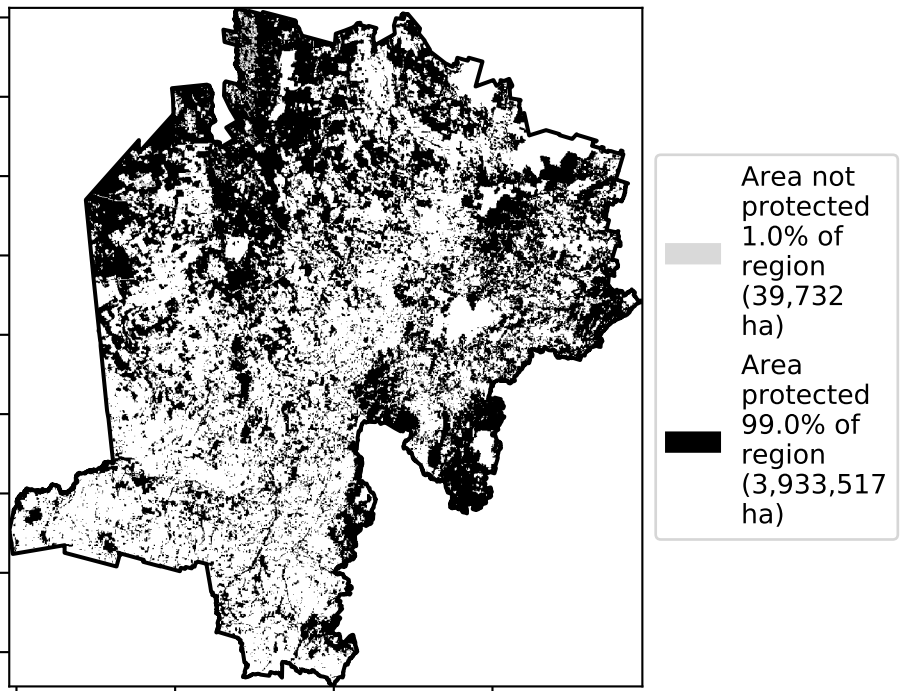 Area not
protected
1.0% of
region
(39,732
ha)
Area
protected
99.0% of
region
(3,933,517
ha)